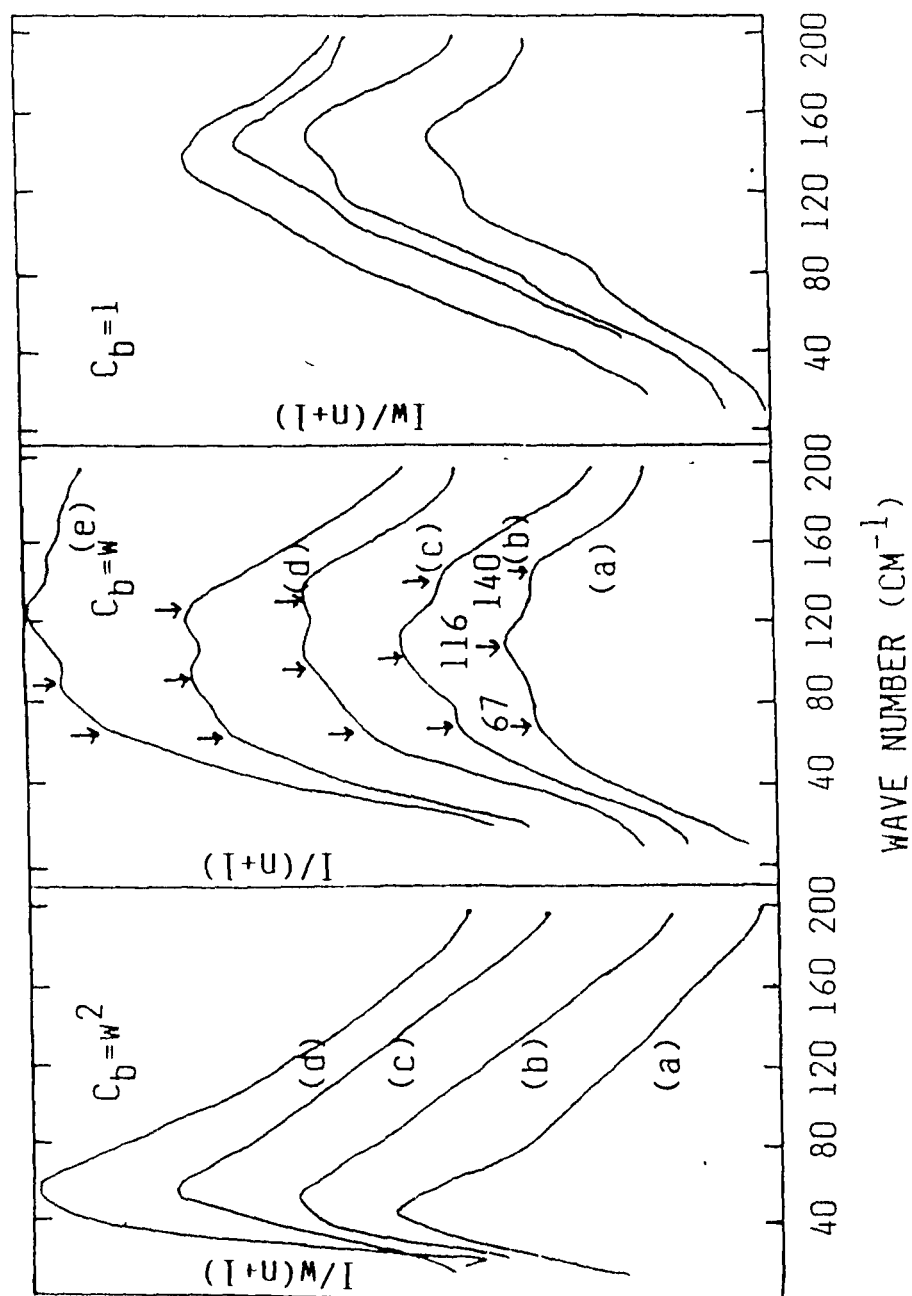 C_b=w²
I/w(n+1)
(d)
(c)
(b)
(a)
40 80 120 160 200
C_b=w
I/(n+1)
(e)
(d)
(c)
(b)
(a)
67 116 140
40 80 120 160 200
C_b=1
Iw/(n+1)
40 80 120 160 200
WAVE NUMBER (CM⁻¹)